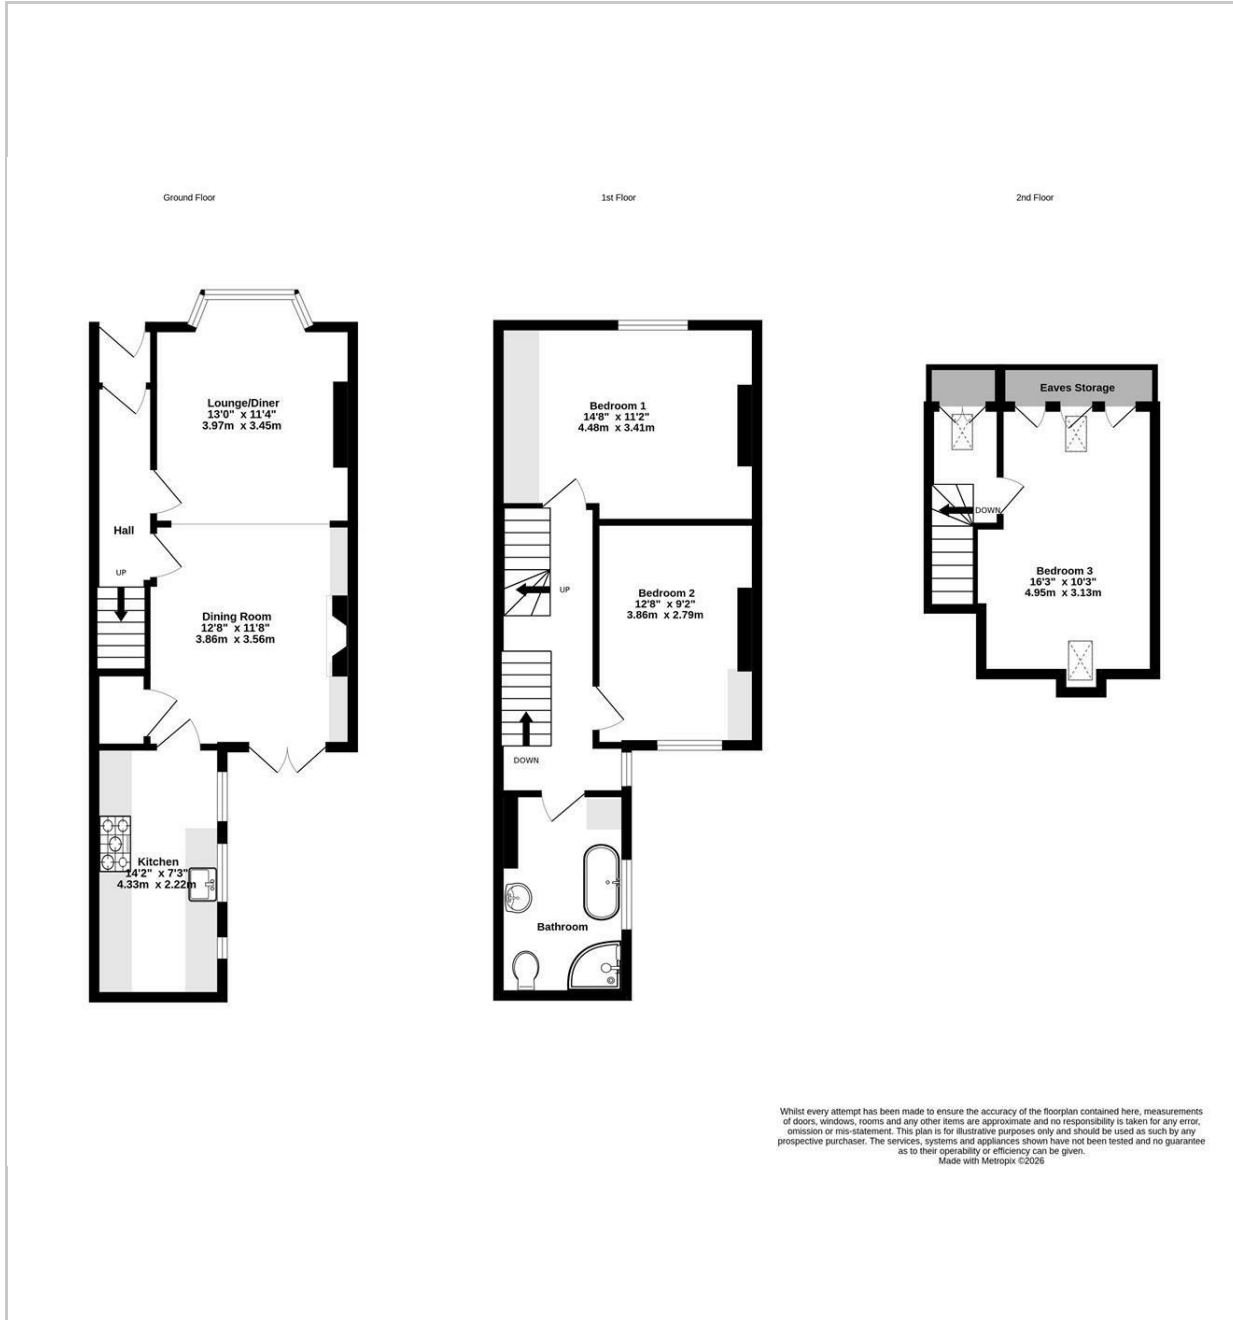 Ground Floor
1st Floor
2nd Floor
Lounge/Diner
13'0" x 11'4"
3.97m x 3.45m
Hall
UP
Dining Room
12'8" x 11'8"
3.86m x 3.56m
Kitchen
14'2" x 7'3"
4.33m x 2.22m
Bedroom 1
14'8" x 11'2"
4.48m x 3.41m
UP
Bedroom 2
12'8" x 9'2"
3.86m x 2.79m
DOWN
Bathroom
Eaves Storage
DOWN
Bedroom 3
16'3" x 10'3"
4.95m x 3.13m
Whilst every attempt has been made to ensure the accuracy of the floorplan contained here, measurements
of doors, windows, rooms and any other items are approximate and no responsibility is taken for any error,
omission or mis-statement. This plan is for illustrative purposes only and should be used as such by any
prospective purchaser. The services, systems and appliances shown have not been tested and no guarantee
as to their operability or efficiency can be given.
Made with Metropix ©2026